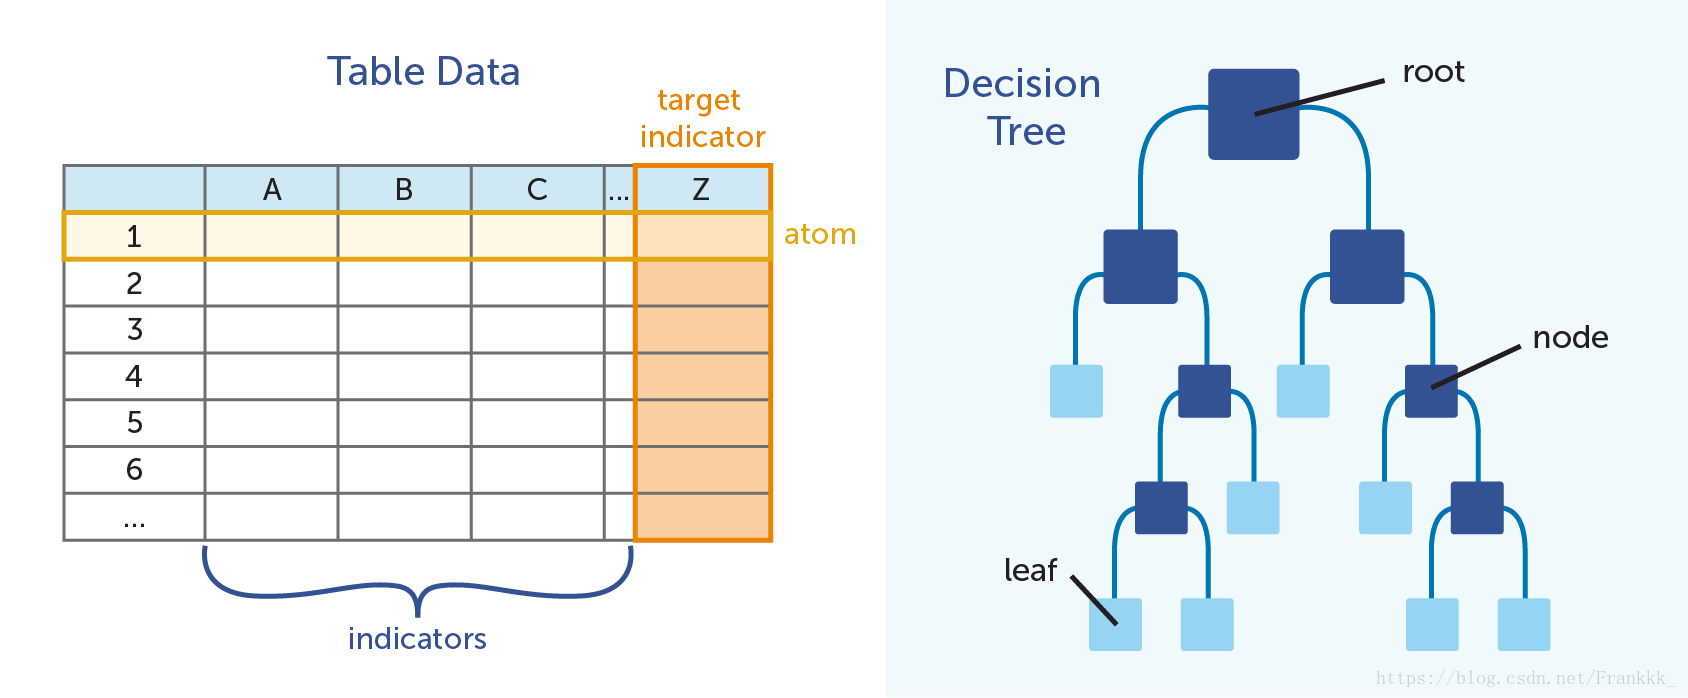 Table Data
target
indicator
A B C ... Z
1
atom
2
3
4
5
6
...
indicators
Decision
Tree
root
node
leaf
https://blog.csdn.net/Frankkk_